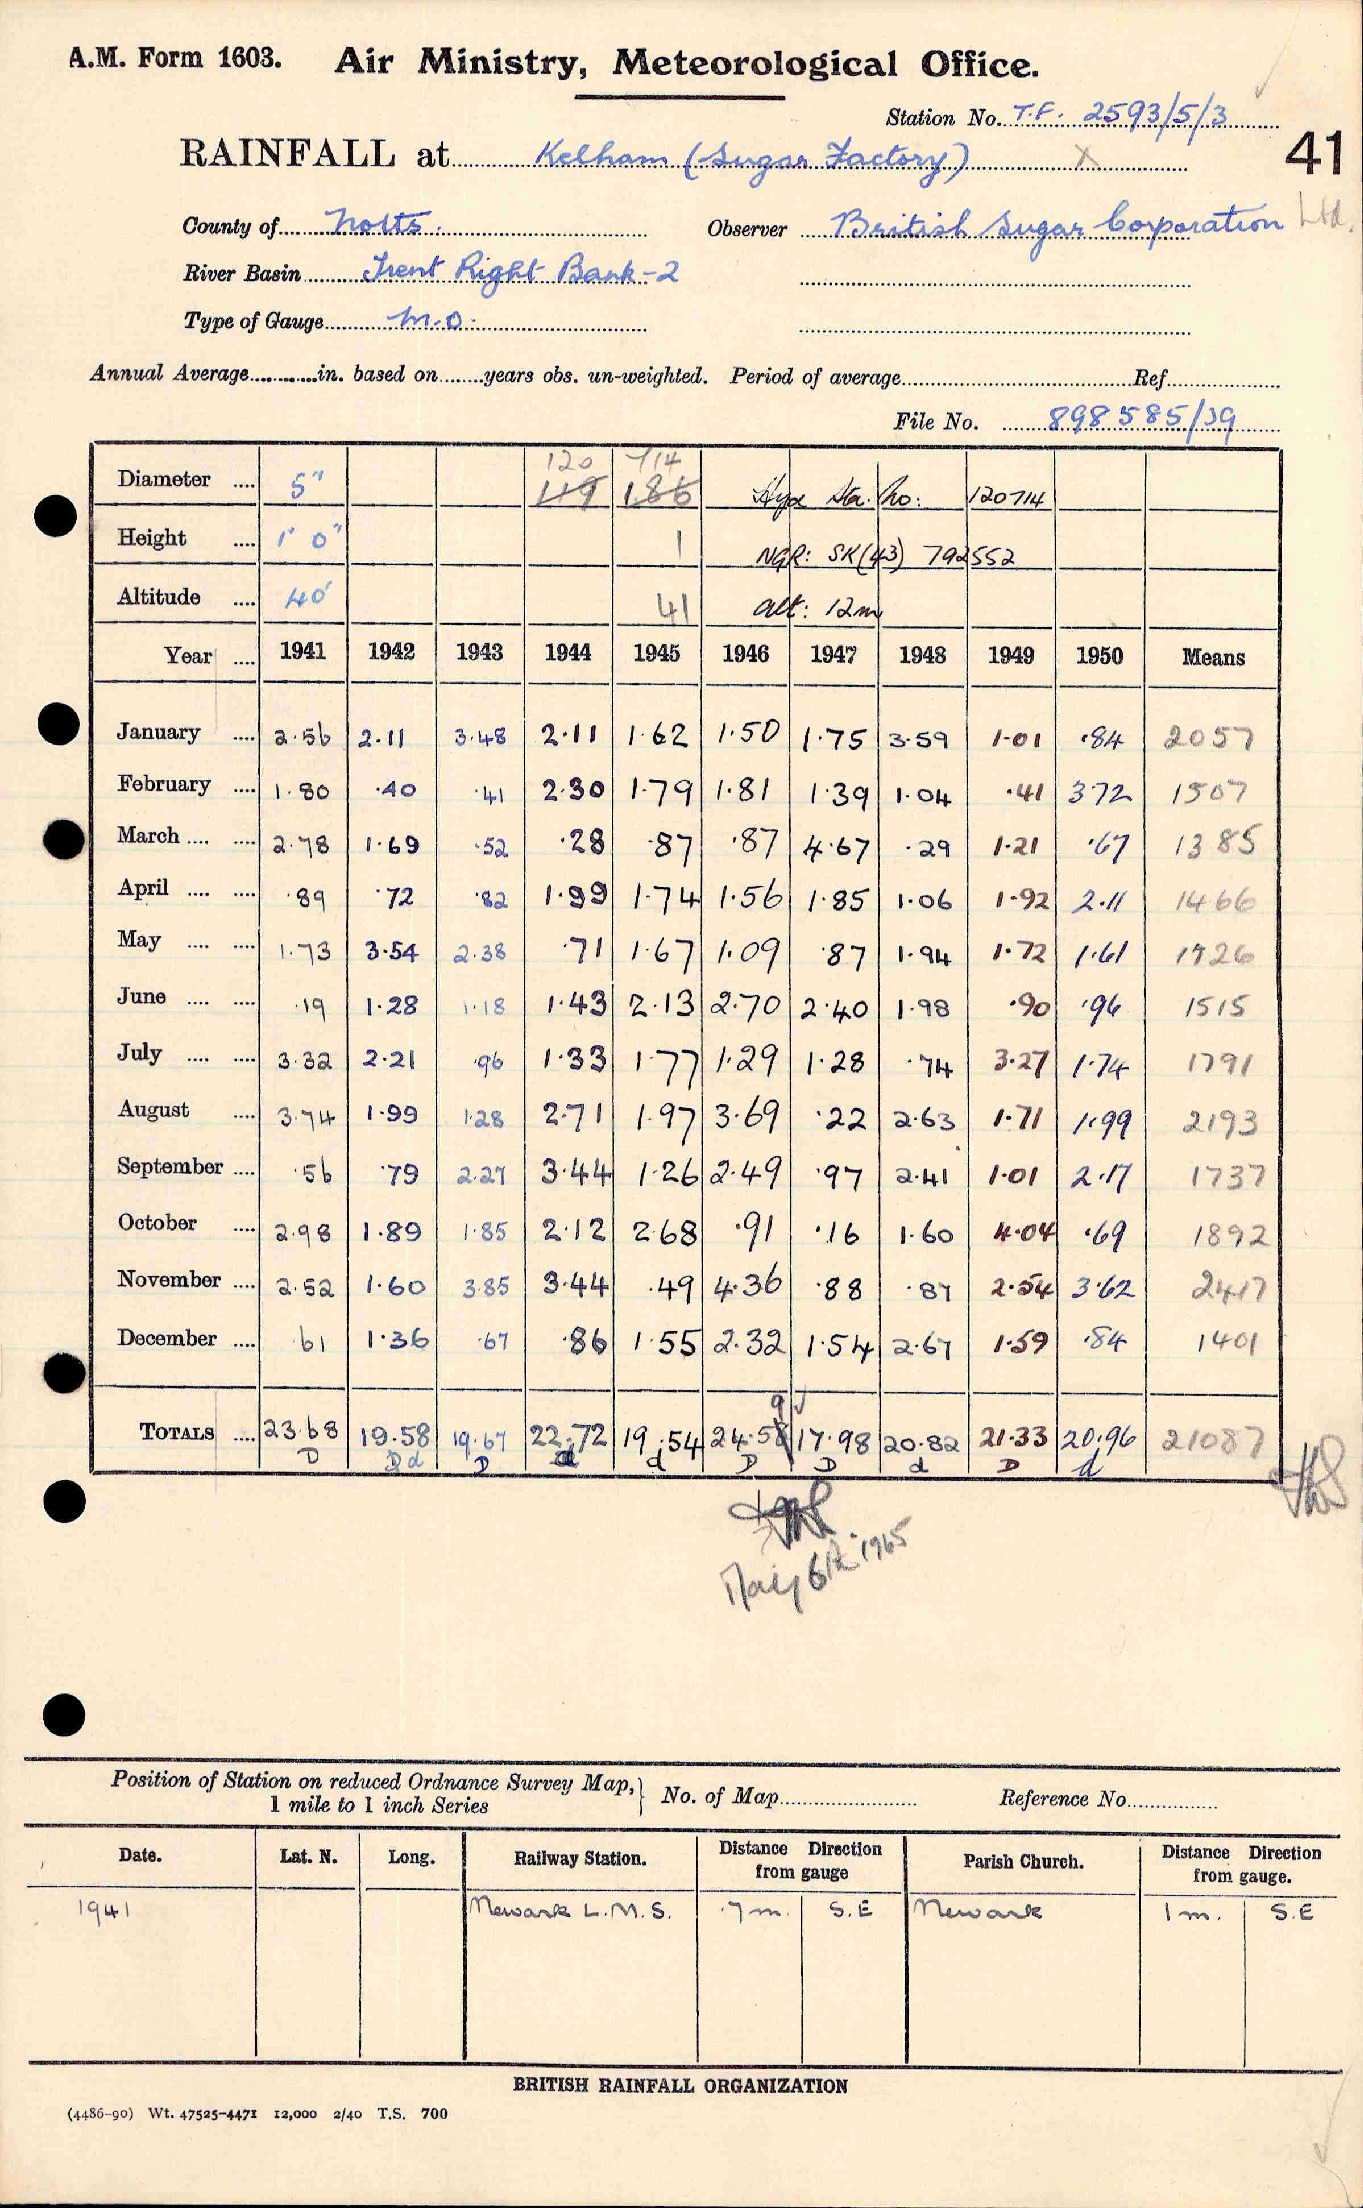 A.M. Form 1603. Air Ministry, Meteorological Office.
Station No. T.F. 2593/5/3
RAINFALL at Kelham (Sugar Factory) X 41
County of Notts. Observer British Sugar Corporation Ltd.
River Basin Trent Right Bank-2
Type of Gauge M.O.
Annual Average............in. based on........years obs. un-weighted. Period of average............ Ref............
File No. 898585/39
120 714
Diameter .... 5" 119 186 Hyd Sta. No: 120714
Height .... 1' 0" 1 NGR: SK(43) 792552
Altitude .... 40' 41 alt: 12m
Year .... 1941 1942 1943 1944 1945 1946 1947 1948 1949 1950 Means
January .... 2.56 2.11 3.48 2.11 1.62 1.50 1.75 3.59 1.01 .84 2057
February .... 1.80 .40 .41 2.30 1.79 1.81 1.39 1.04 .41 3.72 1507
March .... .... 2.78 1.69 .52 .28 .87 .87 4.67 .29 1.21 .67 1385
April .... .... .89 .72 .82 1.99 1.74 1.56 1.85 1.06 1.92 2.11 1466
May .... .... 1.73 3.54 2.38 .71 1.67 1.09 .87 1.94 1.72 1.61 1726
June .... .... .19 1.28 1.18 1.43 2.13 2.70 2.40 1.98 .90 .96 1515
July .... .... 3.32 2.21 .96 1.33 1.77 1.29 1.28 .74 3.27 1.74 1791
August .... 3.74 1.99 1.28 2.71 1.97 3.69 .22 2.63 1.71 1.99 2193
September .... .56 .79 2.27 3.44 1.26 2.49 .97 2.41 1.01 2.17 1737
October .... 2.98 1.89 1.85 2.12 2.68 .91 .16 1.60 4.04 .69 1892
November .... 2.52 1.60 3.85 3.44 .49 4.36 .88 .87 2.54 3.62 2417
December .... .61 1.36 .67 .86 1.55 2.32 1.54 2.67 1.59 .84 1401
9
TOTALS .... 23.68 19.58 19.67 22.72 19.54 24.58 17.98 20.82 21.33 20.96 21087
D D d D d d D D d D d
May 6th 1965
Position of Station on reduced Ordnance Survey Map, No. of Map............ Reference No............
1 mile to 1 inch Series
Date. Lat. N. Long. Railway Station. Distance Direction from gauge Parish Church. Distance Direction from gauge.
1941 Newark L.M.S. .7 m. S.E Newark 1 m. S.E
BRITISH RAINFALL ORGANIZATION
(4486-90) Wt. 47525-4471 12,000 2/40 T.S. 700